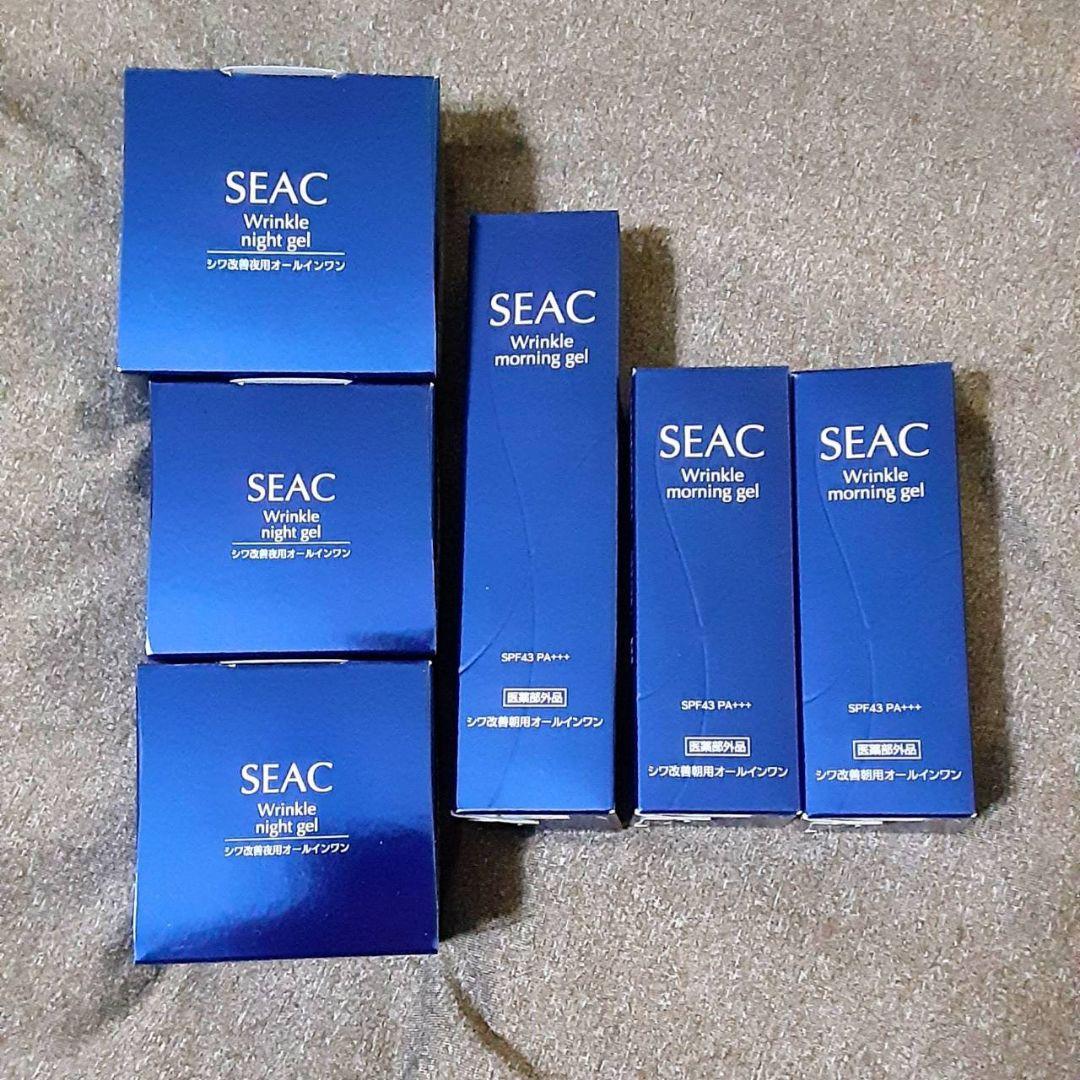 SEAC
Wrinkle
night gel
シワ改善夜用オールインワン
SEAC
Wrinkle
night gel
シワ改善夜用オールインワン
SEAC
Wrinkle
night gel
シワ改善夜用オールインワン
SEAC
Wrinkle
morning gel
SPF43 PA+++
医薬部外品
シワ改善朝用オールインワン
SEAC
Wrinkle
morning gel
SPF43 PA+++
医薬部外品
シワ改善朝用オールインワン
SEAC
Wrinkle
morning gel
SPF43 PA+++
医薬部外品
シワ改善朝用オールインワン